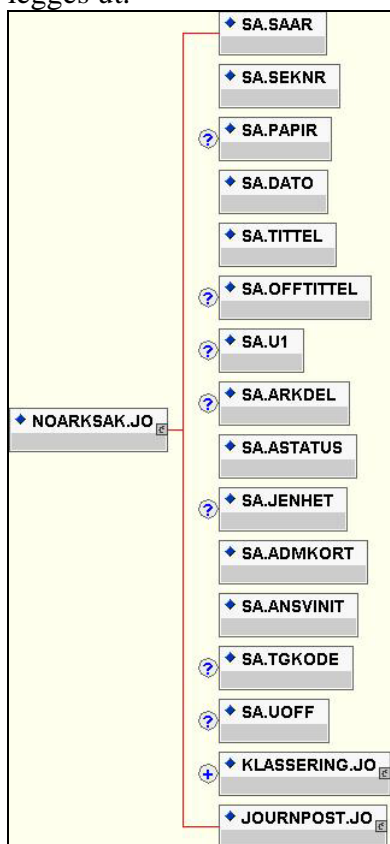 legges ut.
SA.SAAR
SA.SEKNR
? SA.PAPIR
SA.DATO
SA.TITTEL
? SA.OFFTITTEL
? SA.U1
? SA.ARKDEL
NOARKSAK.JO
SA.ASTATUS
? SA.JENHET
SA.ADMKORT
SA.ANSVINIT
? SA.TGKODE
? SA.UOFF
+ KLASSERING.JO
JOURNPOST.JO